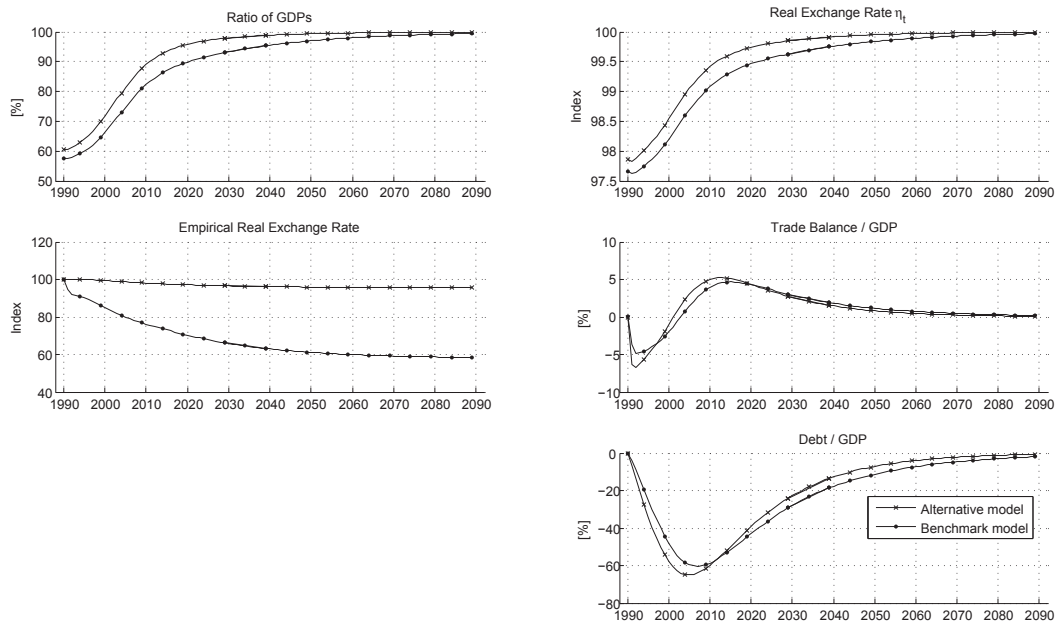 Ratio of GDPs
100
90
80
70
60
50
[%]
1990 2000 2010 2020 2030 2040 2050 2060 2070 2080 2090
Real Exchange Rate ηt
100
99.5
99
98.5
98
97.5
Index
1990 2000 2010 2020 2030 2040 2050 2060 2070 2080 2090
Empirical Real Exchange Rate
120
100
80
60
40
Index
1990 2000 2010 2020 2030 2040 2050 2060 2070 2080 2090
Trade Balance / GDP
10
5
0
−5
−10
[%]
1990 2000 2010 2020 2030 2040 2050 2060 2070 2080 2090
Debt / GDP
0
−20
−40
−60
−80
[%]
Alternative model
Benchmark model
1990 2000 2010 2020 2030 2040 2050 2060 2070 2080 2090